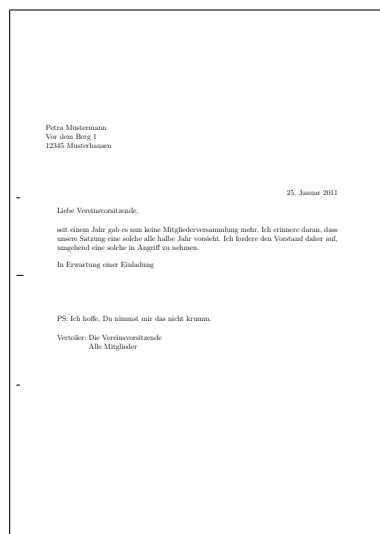 Petra Mustermann
Vor dem Berg 1
12345 Musterhausen
25. Januar 2011
Liebe Vereinsvorsitzende,
seit einem Jahr gab es nun keine Mitgliederversammlung mehr. Ich erinnere daran, dass
unsere Satzung eine solche alle halbe Jahr vorsieht. Ich fordere den Vorstand daher auf,
umgehend eine solche in Angriff zu nehmen.
In Erwartung einer Einladung
PS: Ich hoffe, Du nimmst mir das nicht krumm.
Verteiler: Die Vereinsvorsitzende
Alle Mitglieder